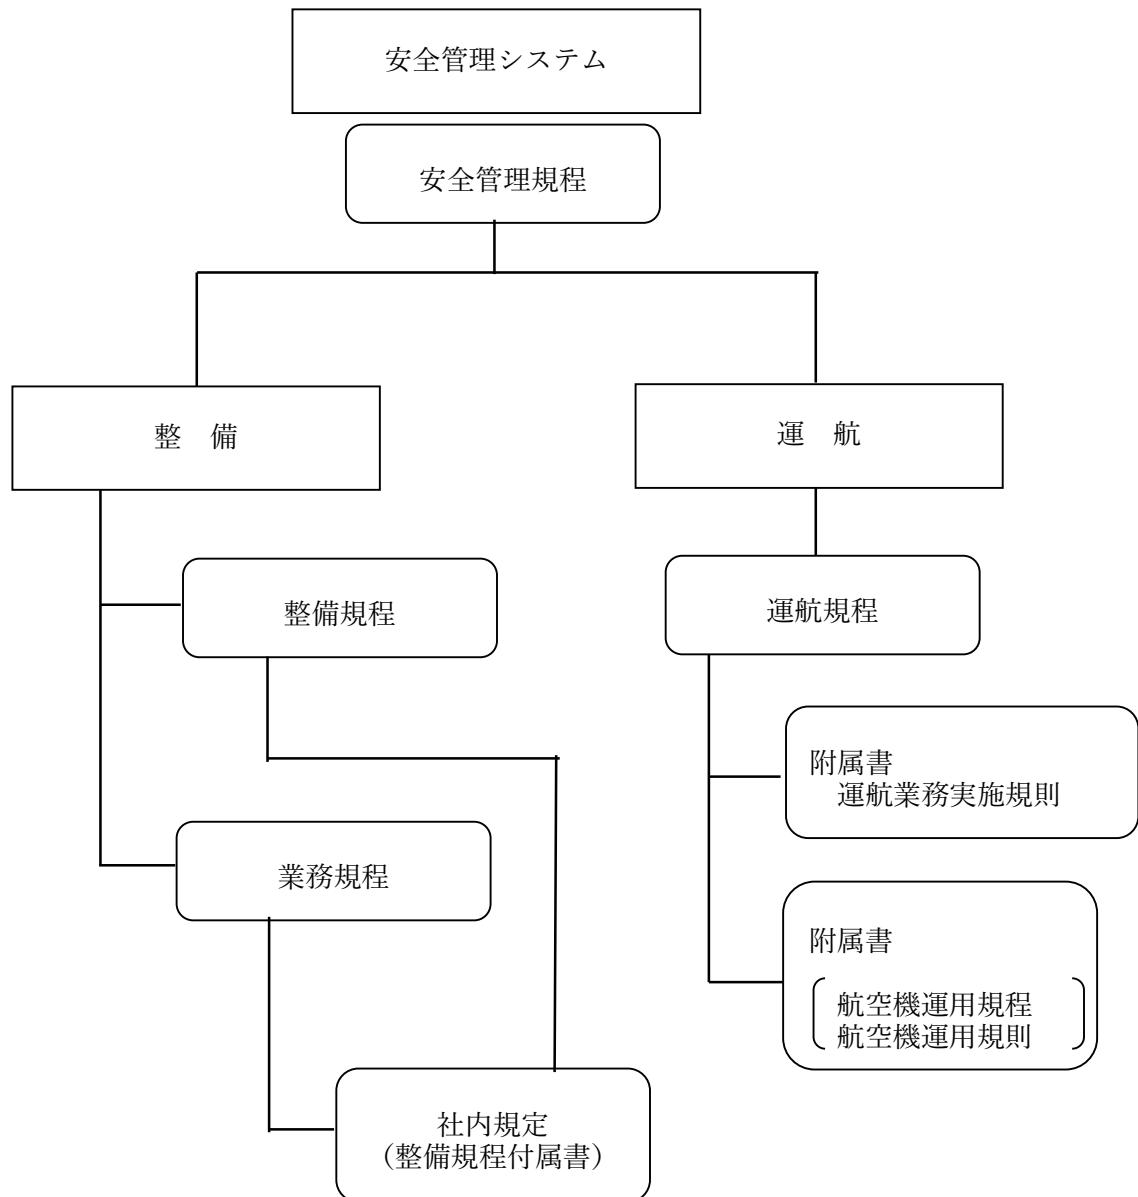 安全管理システム
安全管理規程
整　備
運　航
整備規程
運航規程
附属書
運航業務実施規則
業務規程
附属書
航空機運用規程
航空機運用規則
社内規定
（整備規程付属書）